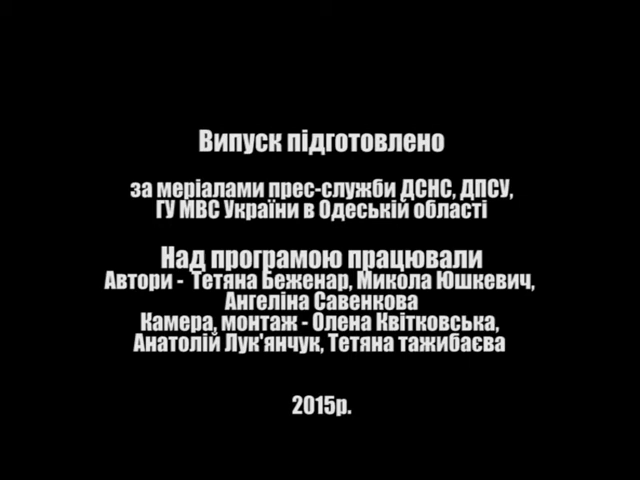 Випуск підготовлено
за меріалами прес-служби ДСНС, ДПСУ,
ГУ МВС України в Одеській області
Над програмою працювали
Автори - Тетяна Беженар, Микола Юшкевич,
Ангеліна Савенкова
Камера, монтаж - Олена Квітковська,
Анатолій Лук'янчук, Тетяна тажибаєва
2015р.